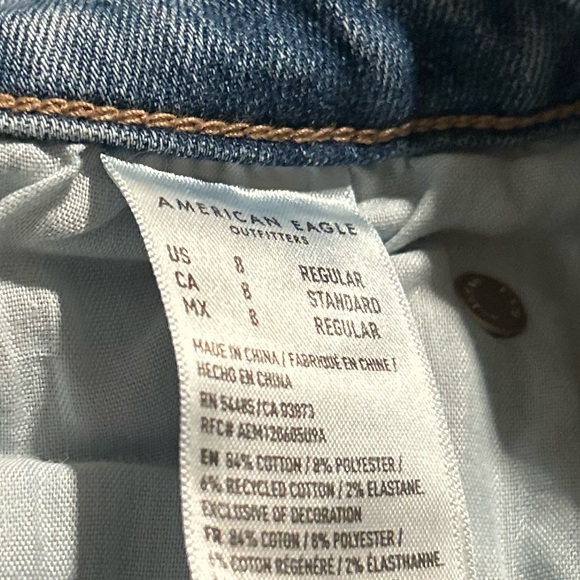 AMERICAN EAGLE
OUTFITTERS
US 8 REGULAR
CA 8 STANDARD
MX 8 REGULAR
MADE IN CHINA / FABRIQUÉ EN CHINE /
HECHO EN CHINA
RN 54485/CA 03873
RFC# AEM120605U9A
EN 84% COTTON / 8% POLYESTER /
6% RECYCLED COTTON / 2% ELASTANE.
EXCLUSIVE OF DECORATION
FR 84% COTON / 8% POLYESTER /
6% COTON RÉGÉNÉRÉ / 2% ÉLASTHANNE.